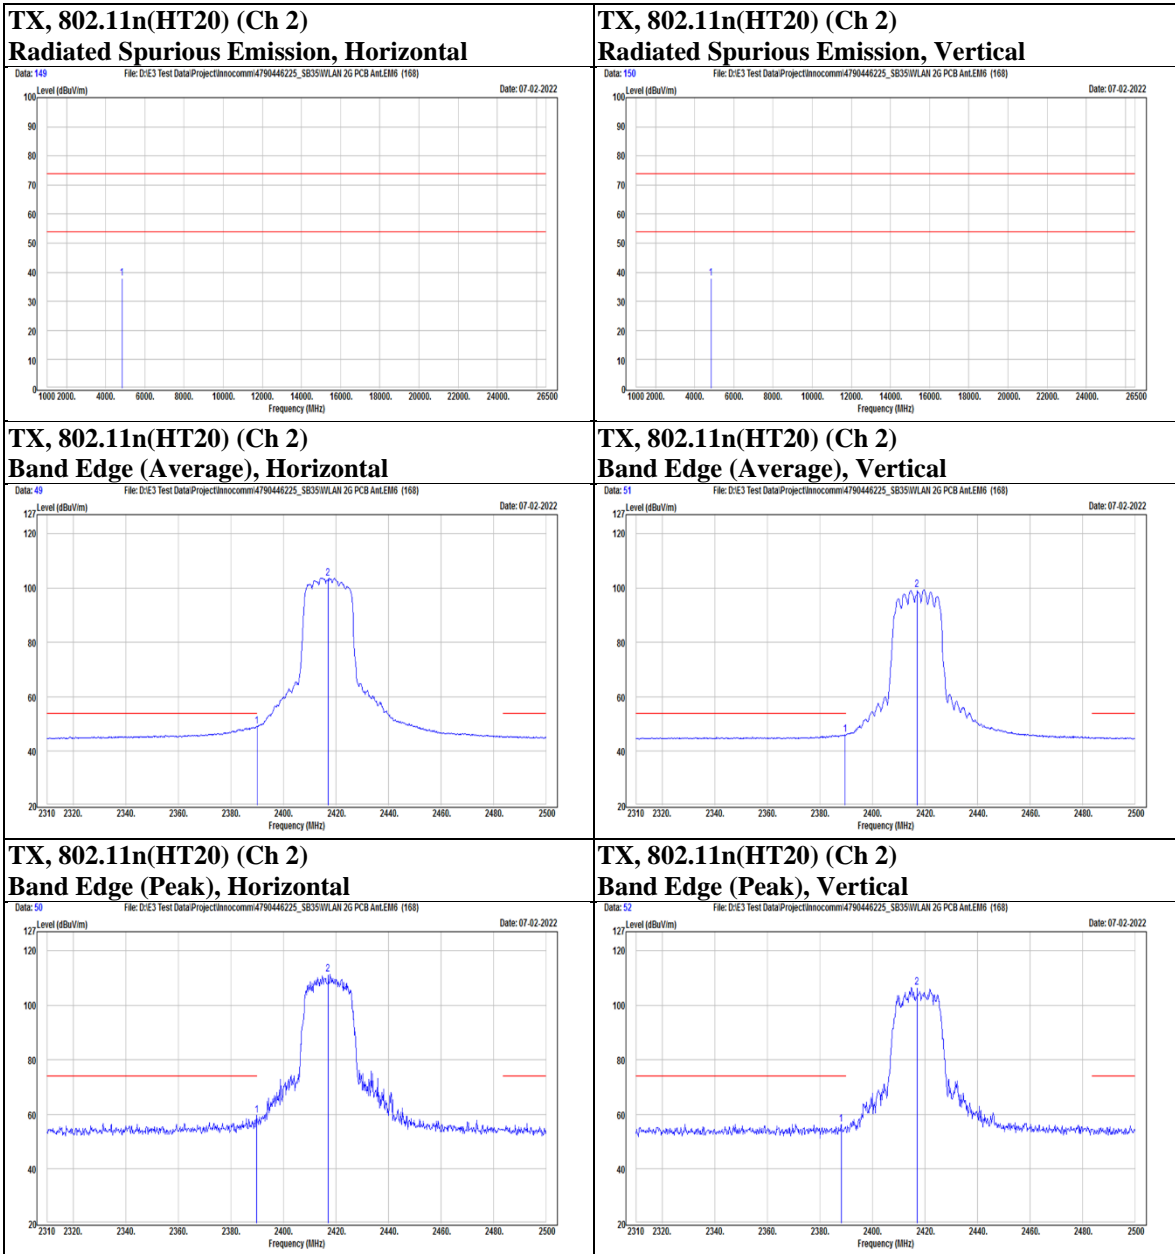 TX, 802.11n(HT20) (Ch 2)
Radiated Spurious Emission, Horizontal
Data: 149 File: D:\E3 Test Data\Project\Innocomm\4790446225_SB35\WLAN 2G PCB Ant.EM6 (168)
Level (dBuV/m) Date: 07-02-2022
100
90
80
70
60
50
40
30
20
10
0
1
1000 2000. 4000. 6000. 8000. 10000. 12000. 14000. 16000. 18000. 20000. 22000. 24000. 26500
Frequency (MHz)
TX, 802.11n(HT20) (Ch 2)
Radiated Spurious Emission, Vertical
Data: 150 File: D:\E3 Test Data\Project\Innocomm\4790446225_SB35\WLAN 2G PCB Ant.EM6 (168)
Level (dBuV/m) Date: 07-02-2022
100
90
80
70
60
50
40
30
20
10
0
1
1000 2000. 4000. 6000. 8000. 10000. 12000. 14000. 16000. 18000. 20000. 22000. 24000. 26500
Frequency (MHz)
TX, 802.11n(HT20) (Ch 2)
Band Edge (Average), Horizontal
Data: 49 File: D:\E3 Test Data\Project\Innocomm\4790446225_SB35\WLAN 2G PCB Ant.EM6 (168)
127 Level (dBuV/m) Date: 07-02-2022
120
100
80
60
40
20
1
2
2310 2320. 2340. 2360. 2380. 2400. 2420. 2440. 2460. 2480. 2500
Frequency (MHz)
TX, 802.11n(HT20) (Ch 2)
Band Edge (Average), Vertical
Data: 51 File: D:\E3 Test Data\Project\Innocomm\4790446225_SB35\WLAN 2G PCB Ant.EM6 (168)
127 Level (dBuV/m) Date: 07-02-2022
120
100
80
60
40
20
1
2
2310 2320. 2340. 2360. 2380. 2400. 2420. 2440. 2460. 2480. 2500
Frequency (MHz)
TX, 802.11n(HT20) (Ch 2)
Band Edge (Peak), Horizontal
Data: 50 File: D:\E3 Test Data\Project\Innocomm\4790446225_SB35\WLAN 2G PCB Ant.EM6 (168)
127 Level (dBuV/m) Date: 07-02-2022
120
100
80
60
40
20
1
2
2310 2320. 2340. 2360. 2380. 2400. 2420. 2440. 2460. 2480. 2500
Frequency (MHz)
TX, 802.11n(HT20) (Ch 2)
Band Edge (Peak), Vertical
Data: 52 File: D:\E3 Test Data\Project\Innocomm\4790446225_SB35\WLAN 2G PCB Ant.EM6 (168)
127 Level (dBuV/m) Date: 07-02-2022
120
100
80
60
40
20
1
2
2310 2320. 2340. 2360. 2380. 2400. 2420. 2440. 2460. 2480. 2500
Frequency (MHz)